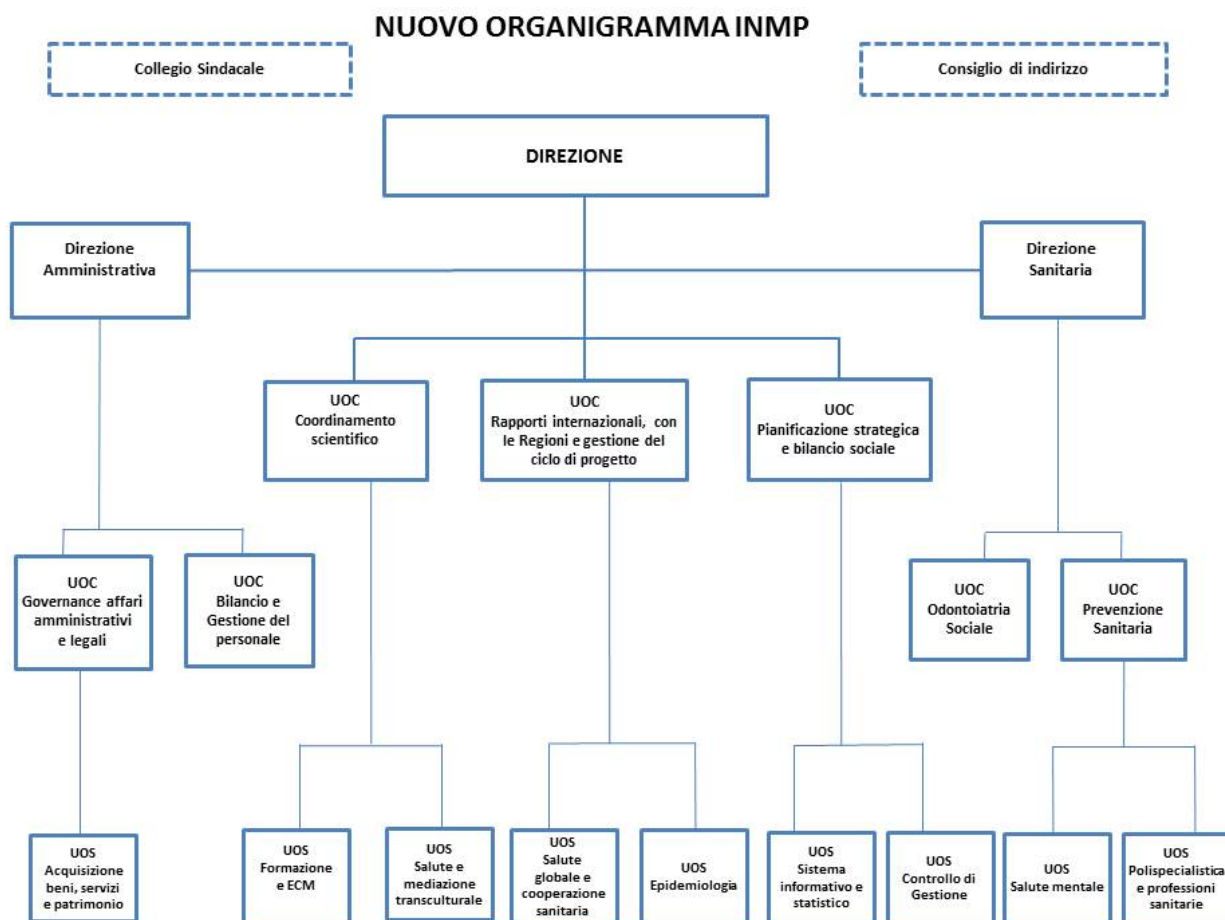 NUOVO ORGANIGRAMMA INMP
Collegio Sindacale
Consiglio di indirizzo
DIREZIONE
Direzione
Amministrativa
Direzione
Sanitaria
UOC
Coordinamento
scientifico
UOC
Rapporti internazionali, con
le Regioni e gestione del
ciclo di progetto
UOC
Pianificazione strategica
e bilancio sociale
UOC
Governance affari
amministrativi
e legali
UOC
Bilancio e
Gestione del
personale
UOC
Odontoiatria
Sociale
UOC
Prevenzione
Sanitaria
UOS
Acquisizione
beni, servizi
e patrimonio
UOS
Formazione
e ECM
UOS
Salute e
mediazione
transculturale
UOS
Salute
globale e
cooperazione
sanitaria
UOS
Epidemiologia
UOS
Sistema
informativo e
statistico
UOS
Controllo di
Gestione
UOS
Salute mentale
UOS
Polispecialistica
e professioni
sanitarie